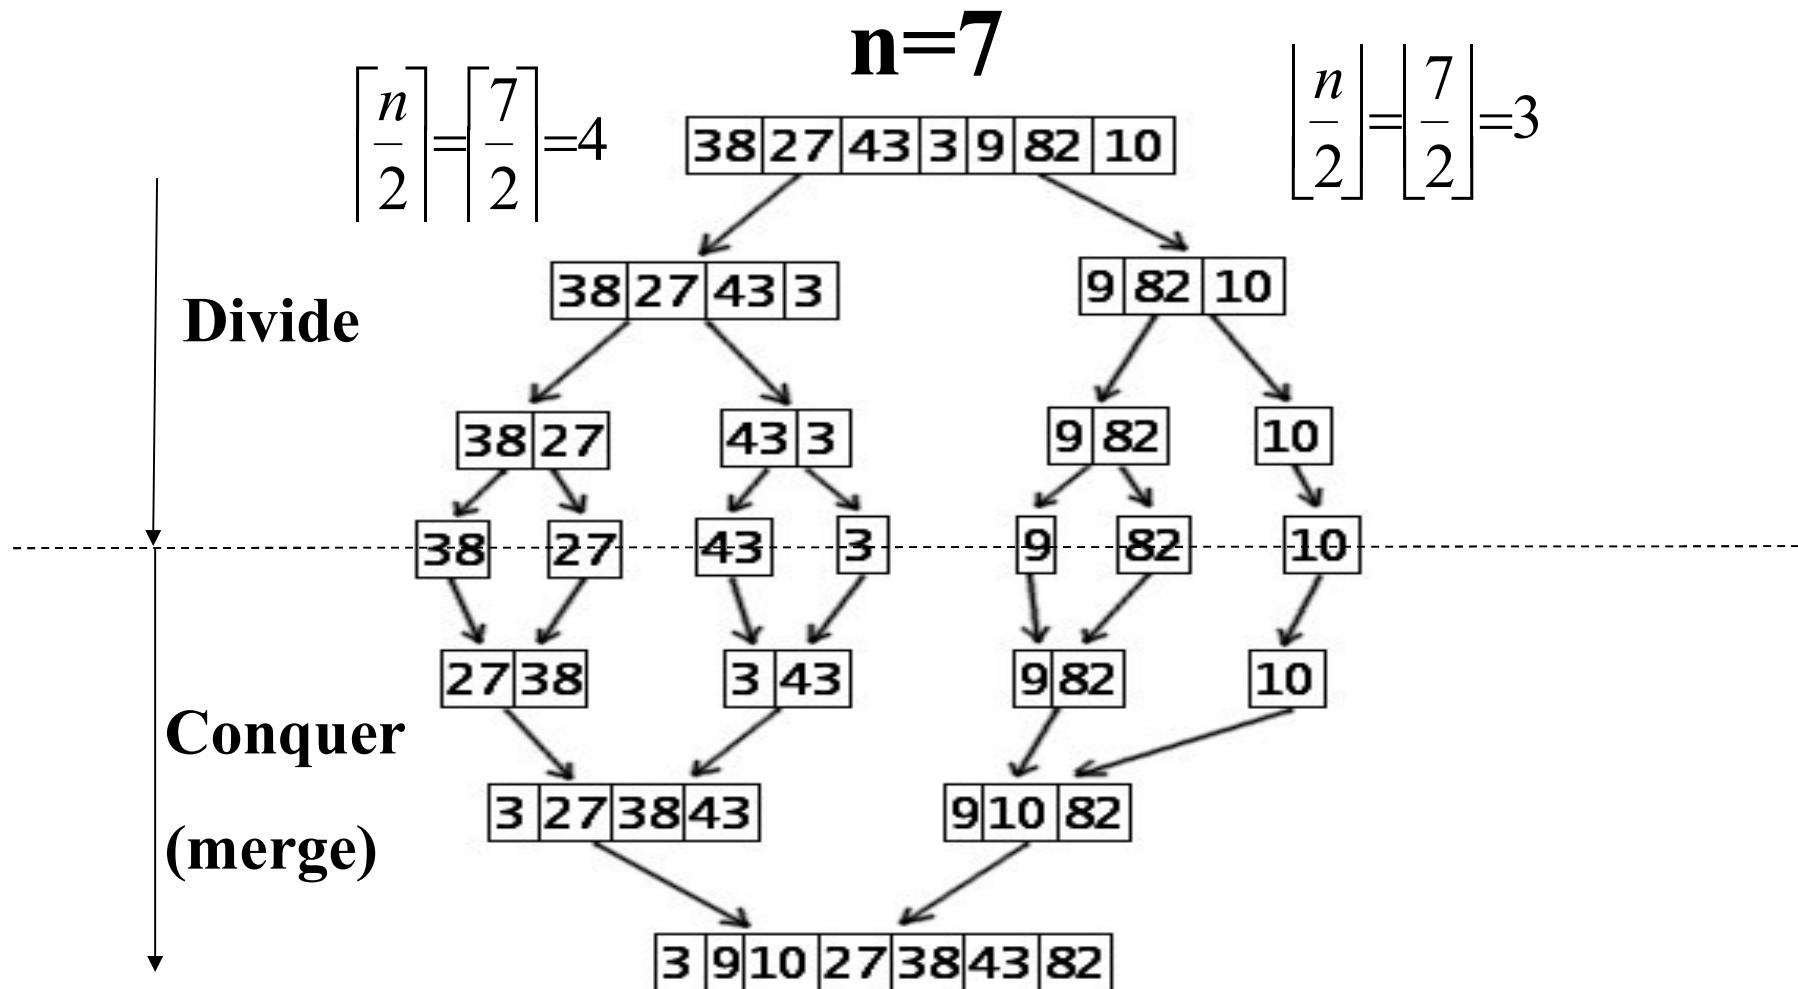 n=7
⌈n/2⌉=⌈7/2⌉=4
⌊n/2⌋=⌊7/2⌋=3
38 27 43 3 9 82 10
38 27 43 3
9 82 10
Divide
38 27
43 3
9 82
10
38
27
43
3
9
82
10
27 38
3 43
9 82
10
Conquer
3 27 38 43
9 10 82
(merge)
3 9 10 27 38 43 82